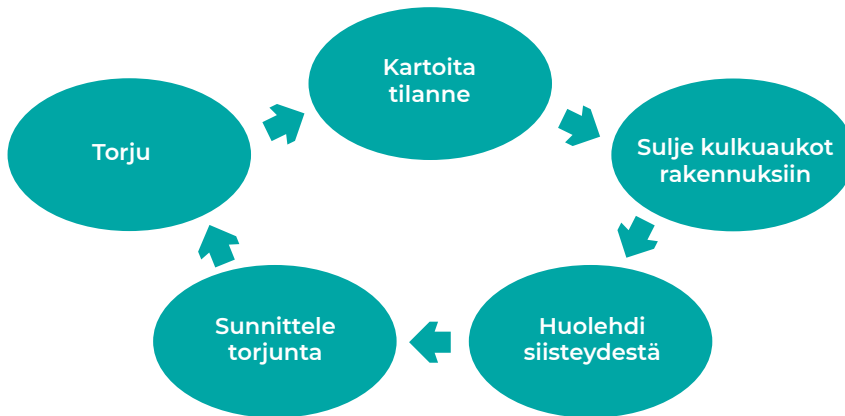 Kartoita
tilanne
Sulje kulkuaukot
rakennuksiin
Huolehdi
siisteydestä
Sunnittele
torjunta
Torju